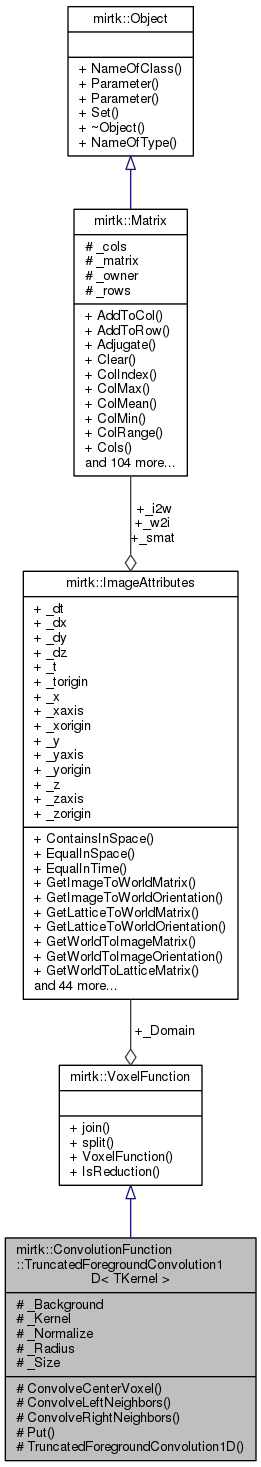 mirtk::Object
+ NameOfClass()
+ Parameter()
+ Parameter()
+ Set()
+ ~Object()
+ NameOfType()
mirtk::Matrix
# _cols
# _matrix
# _owner
# _rows
+ AddToCol()
+ AddToRow()
+ Adjugate()
+ Clear()
+ ColIndex()
+ ColMax()
+ ColMean()
+ ColMin()
+ ColRange()
+ Cols()
and 104 more...
+_i2w
+_w2i
+_smat
mirtk::ImageAttributes
+ _dt
+ _dx
+ _dy
+ _dz
+ _t
+ _torigin
+ _x
+ _xaxis
+ _xorigin
+ _y
+ _yaxis
+ _yorigin
+ _z
+ _zaxis
+ _zorigin
+ ContainsInSpace()
+ EqualInSpace()
+ EqualInTime()
+ GetImageToWorldMatrix()
+ GetImageToWorldOrientation()
+ GetLatticeToWorldMatrix()
+ GetLatticeToWorldOrientation()
+ GetWorldToImageMatrix()
+ GetWorldToImageOrientation()
+ GetWorldToLatticeMatrix()
and 44 more...
+_Domain
mirtk::VoxelFunction
+ join()
+ split()
+ VoxelFunction()
+ IsReduction()
mirtk::ConvolutionFunction
::TruncatedForegroundConvolution1
D< TKernel >
# _Background
# _Kernel
# _Normalize
# _Radius
# _Size
# ConvolveCenterVoxel()
# ConvolveLeftNeighbors()
# ConvolveRightNeighbors()
# Put()
# TruncatedForegroundConvolution1D()